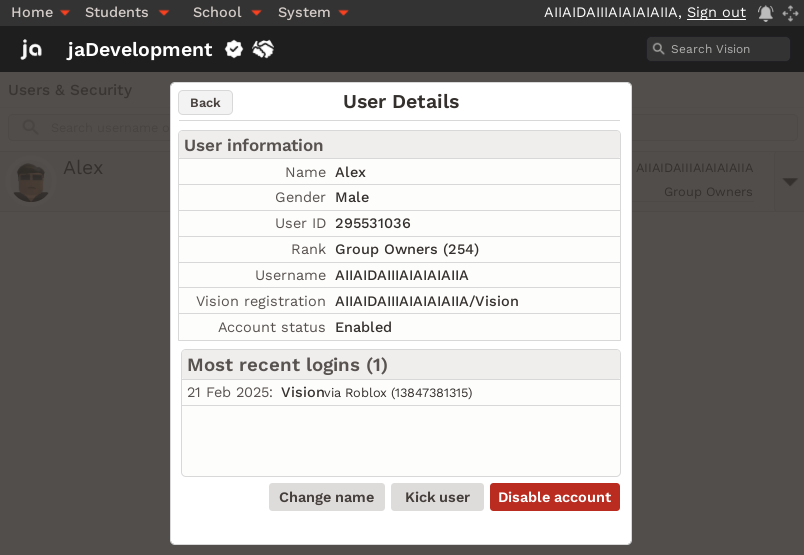 Home Students School System AIIAIDAIIIAIAIAIAIIA, Sign out
ja jaDevelopment Search Vision
Users & Security
Back User Details
Search username o
User information
Alex AIIAIDAIIIAIAIAIAIIA
Group Owners
Name Alex
Gender Male
User ID 295531036
Rank Group Owners (254)
Username AIIAIDAIIIAIAIAIAIIA
Vision registration AIIAIDAIIIAIAIAIAIIA/Vision
Account status Enabled
Most recent logins (1)
21 Feb 2025: Vision via Roblox (13847381315)
Change name Kick user Disable account